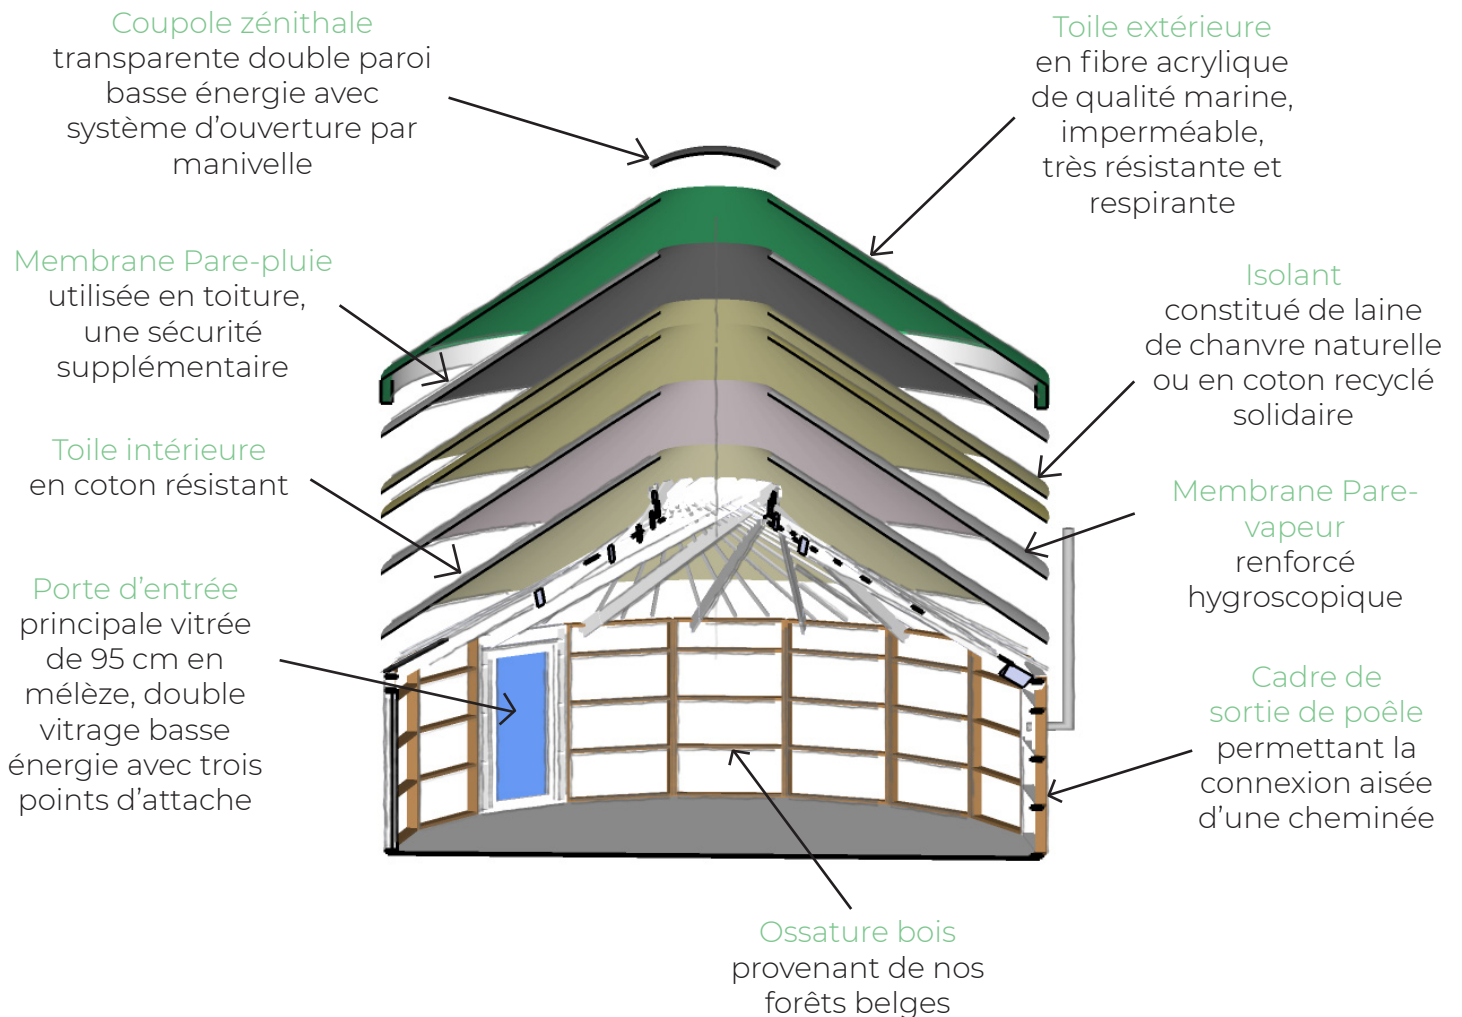 Coupole zénithale
transparente double paroi
basse énergie avec
système d'ouverture par
manivelle
Toile extérieure
en fibre acrylique
de qualité marine,
imperméable,
très résistante et
respirante
Membrane Pare-pluie
utilisée en toiture,
une sécurité
supplémentaire
Isolant
constitué de laine
de chanvre naturelle
ou en coton recyclé
solidaire
Toile intérieure
en coton résistant
Membrane Pare-
vapeur
renforcé
hygroscopique
Porte d'entrée
principale vitrée
de 95 cm en
mélèze, double
vitrage basse
énergie avec trois
points d'attache
Cadre de
sortie de poêle
permettant la
connexion aisée
d'une cheminée
Ossature bois
provenant de nos
forêts belges